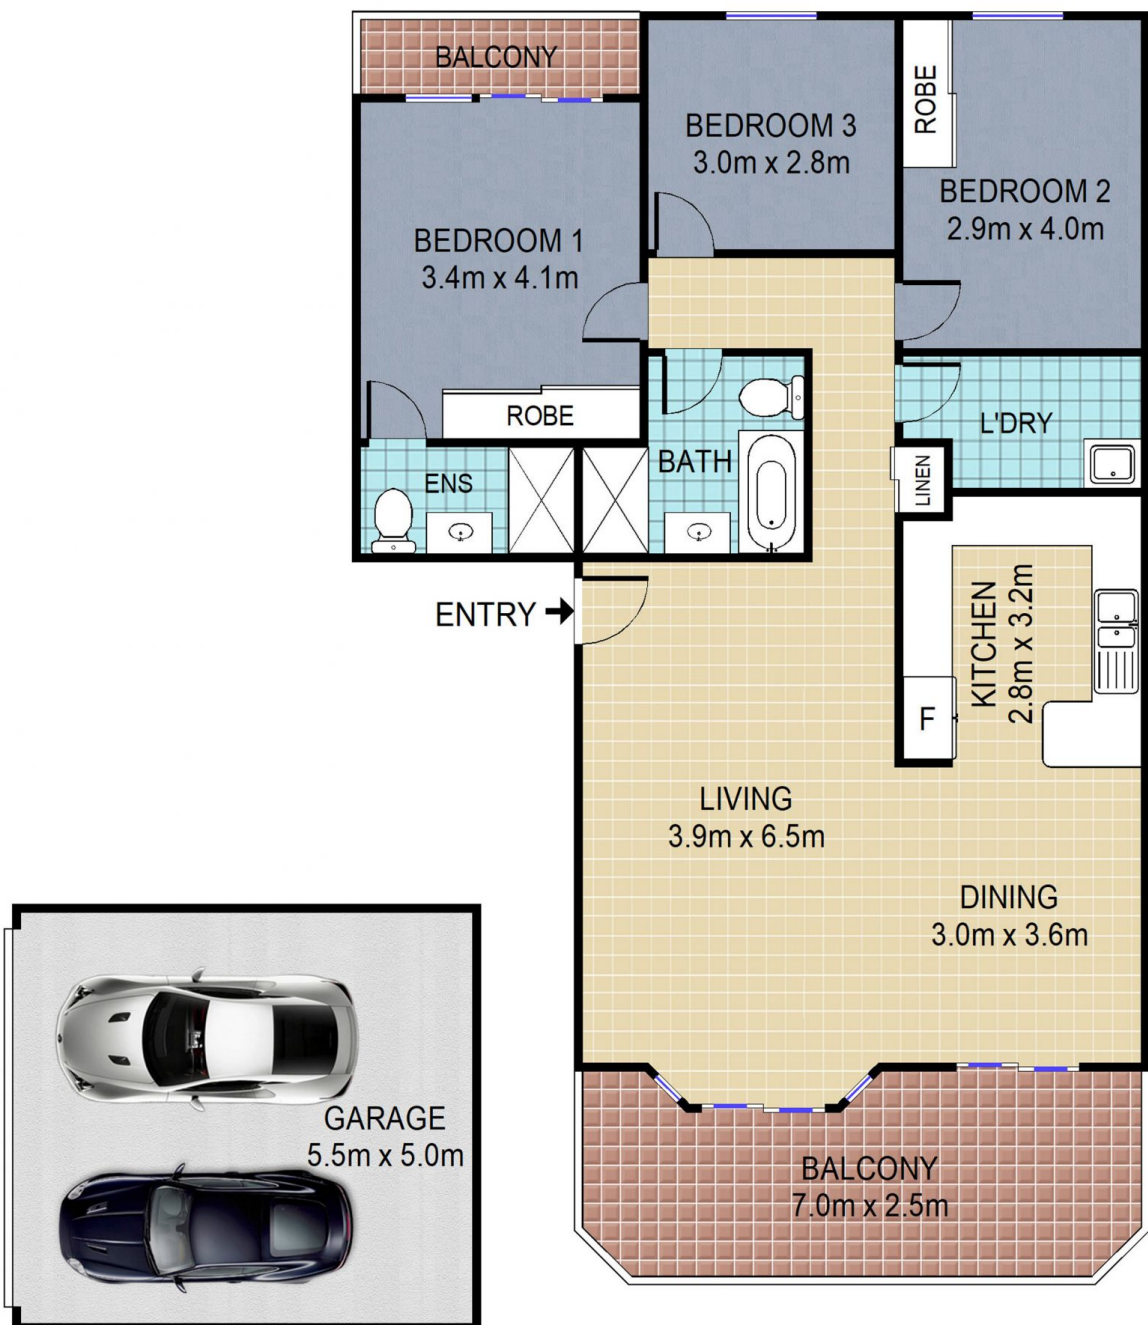 BALCONY
BEDROOM 3
3.0m x 2.8m
ROBE
BEDROOM 2
2.9m x 4.0m
BEDROOM 1
3.4m x 4.1m
ROBE
ENS
BATH
L'DRY
LINEN
ENTRY
KITCHEN
2.8m x 3.2m
F
LIVING
3.9m x 6.5m
DINING
3.0m x 3.6m
GARAGE
5.5m x 5.0m
BALCONY
7.0m x 2.5m